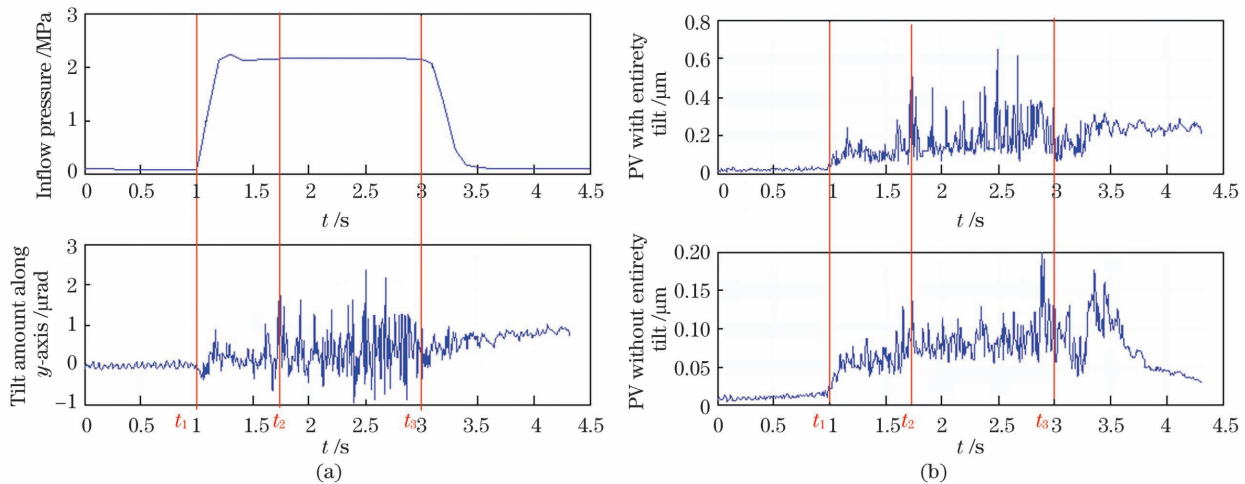 Inflow pressure /MPa
3
2
1
0
0 0.5 1 1.5 2 2.5 3 3.5 4 4.5
t /s
Tilt amount along
y-axis /μrad
3
2
1
0
−1
0 0.5 t₁ 1 1.5 t₂ 2 2.5 t₃ 3 3.5 4 4.5
t /s
(a)
PV with entirety
tilt /μm
0.8
0.6
0.4
0.2
0
0 0.5 1 1.5 2 2.5 3 3.5 4 4.5
t /s
PV without entirety
tilt /μm
0.20
0.15
0.10
0.05
0
0 0.5 t₁ 1 1.5 t₂ 2 2.5 t₃ 3 3.5 4 4.5
t /s
(b)